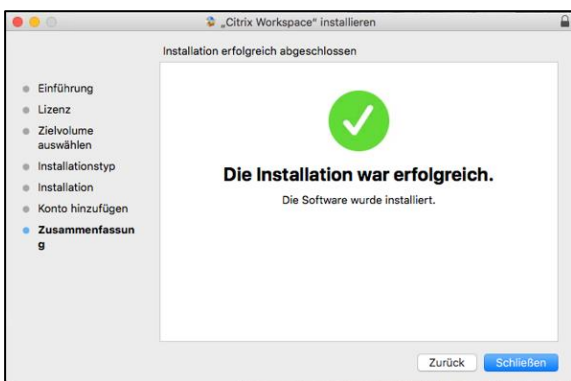 „Citrix Workspace“ installieren
Installation erfolgreich abgeschlossen
Einführung
Lizenz
Zielvolume
auswählen
Installationstyp
Installation
Konto hinzufügen
Zusammenfassun
g
Die Installation war erfolgreich.
Die Software wurde installiert.
Zurück
Schließen